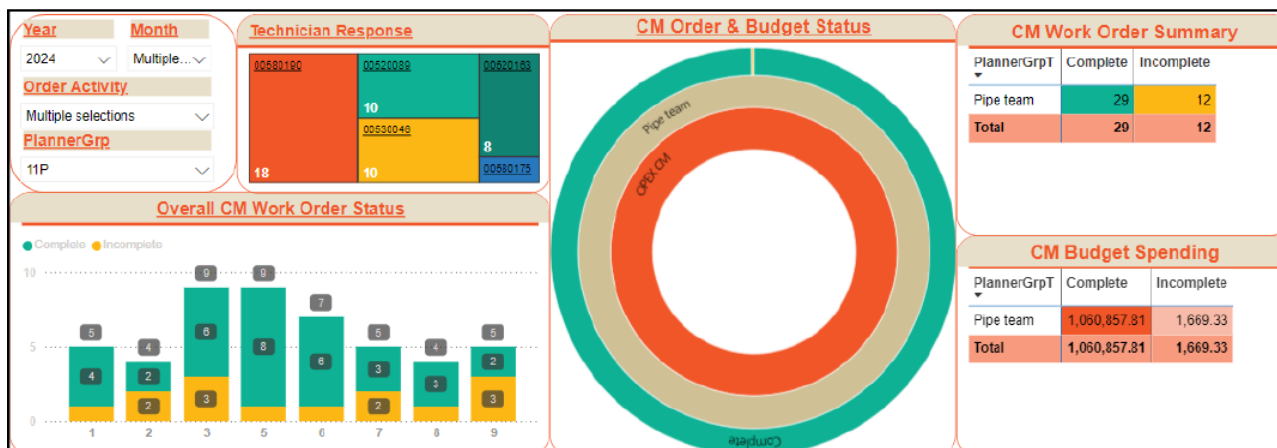 Year
Month
2024
Multiple...
Order Activity
Multiple selections
PlannerGrp
11P
Technician Response
00580190
18
00520089
10
00530046
10
00520163
8
00580175
CM Order & Budget Status
Pipe team
OPEX CM
Complete
CM Work Order Summary
PlannerGrpT Complete Incomplete
Pipe team 29 12
Total 29 12
Overall CM Work Order Status
Complete Incomplete
10
5
0
5
4
4
2
2
9
6
3
9
8
7
6
5
3
2
4
3
5
2
3
1 2 3 5 6 7 8 9
CM Budget Spending
PlannerGrpT Complete Incomplete
Pipe team 1,060,857.81 1,669.33
Total 1,060,857.81 1,669.33